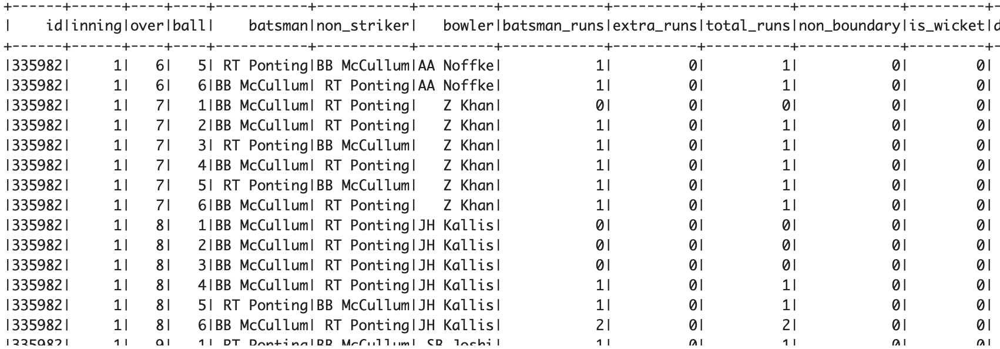 +------+------+----+----+------------+-----------+---------+------------+----------+----------+------------+---------+-
|    id|inning|over|ball|     batsman|non_striker|   bowler|batsman_runs|extra_runs|total_runs|non_boundary|is_wicket|d
+------+------+----+----+------------+-----------+---------+------------+----------+----------+------------+---------+-
|335982|     1|   6|   5|  RT Ponting|BB McCullum|AA Noffke|           1|         0|         1|           0|        0|
|335982|     1|   6|   6|BB McCullum| RT Ponting|AA Noffke|           1|         0|         1|           0|        0|
|335982|     1|   7|   1|BB McCullum| RT Ponting|   Z Khan|           0|         0|         0|           0|        0|
|335982|     1|   7|   2|BB McCullum| RT Ponting|   Z Khan|           1|         0|         1|           0|        0|
|335982|     1|   7|   3| RT Ponting|BB McCullum|   Z Khan|           1|         0|         1|           0|        0|
|335982|     1|   7|   4|BB McCullum| RT Ponting|   Z Khan|           1|         0|         1|           0|        0|
|335982|     1|   7|   5| RT Ponting|BB McCullum|   Z Khan|           1|         0|         1|           0|        0|
|335982|     1|   7|   6|BB McCullum| RT Ponting|   Z Khan|           1|         0|         1|           0|        0|
|335982|     1|   8|   1|BB McCullum| RT Ponting|JH Kallis|           0|         0|         0|           0|        0|
|335982|     1|   8|   2|BB McCullum| RT Ponting|JH Kallis|           0|         0|         0|           0|        0|
|335982|     1|   8|   3|BB McCullum| RT Ponting|JH Kallis|           0|         0|         0|           0|        0|
|335982|     1|   8|   4|BB McCullum| RT Ponting|JH Kallis|           1|         0|         1|           0|        0|
|335982|     1|   8|   5| RT Ponting|BB McCullum|JH Kallis|           1|         0|         1|           0|        0|
|335982|     1|   8|   6|BB McCullum| RT Ponting|JH Kallis|           2|         0|         2|           0|        0|
|335982|     1|   9|   1| RT Ponting|BB McCullum| SB Joshi|           1|         0|         1|           0|        0|